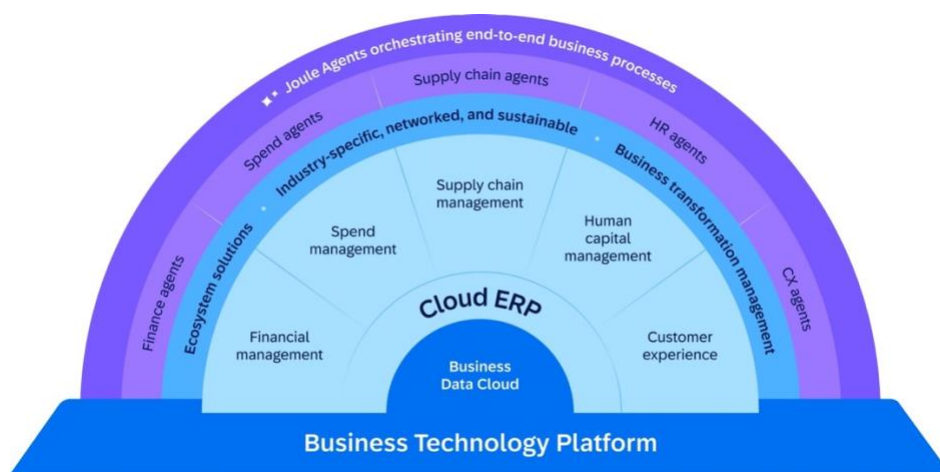 Joule Agents orchestrating end-to-end business processes
Finance agents
Spend agents
Supply chain agents
HR agents
CX agents
Ecosystem solutions
Industry-specific, networked, and sustainable
Business transformation management
Financial
management
Spend
management
Supply chain
management
Human
capital
management
Customer
experience
Cloud ERP
Business
Data Cloud
Business Technology Platform